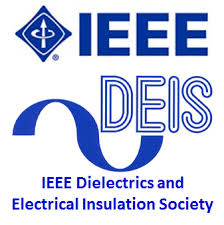 IEEE
DEIS
IEEE Dielectrics and
Electrical Insulation Society